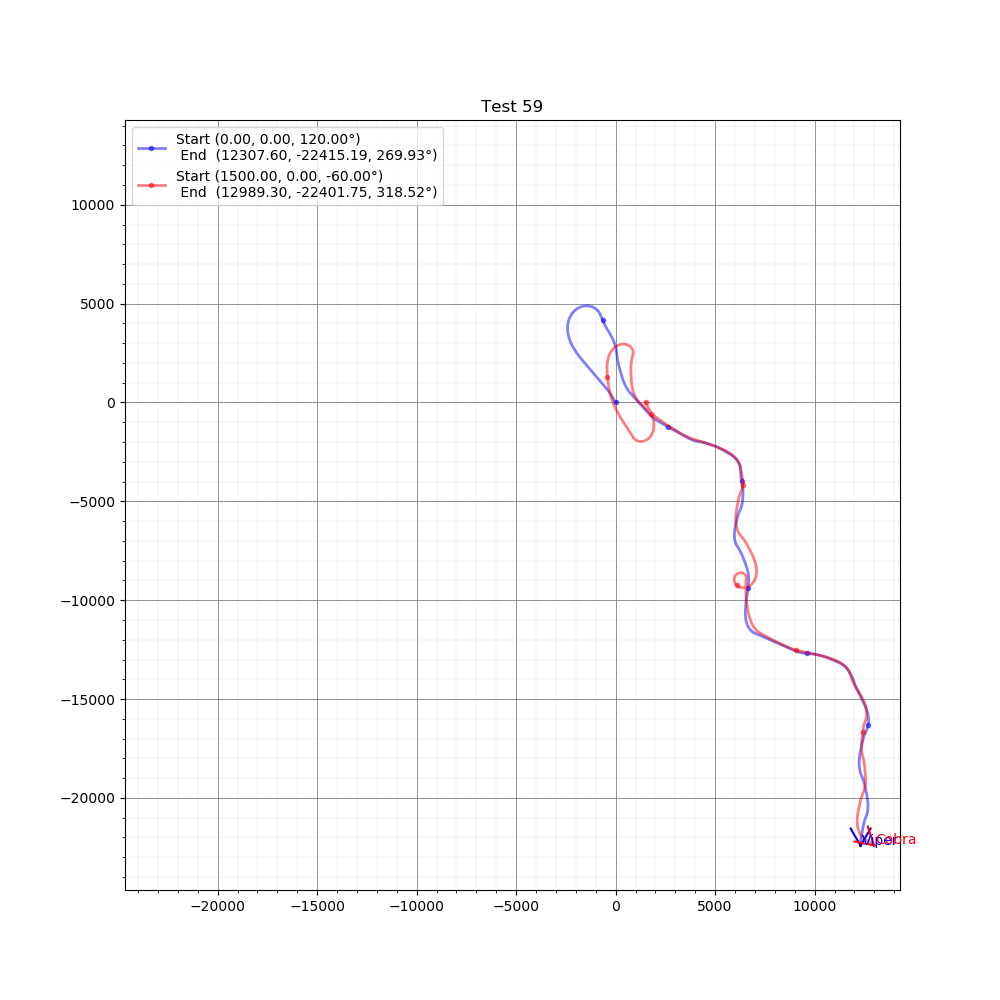 Test 59
Start (0.00, 0.00, 120.00°)
End (12307.60, -22415.19, 269.93°)
Start (1500.00, 0.00, -60.00°)
End (12989.30, -22401.75, 318.52°)
10000
5000
0
−5000
−10000
−15000
−20000
Viper
Cobra
−20000 −15000 −10000 −5000 0 5000 10000